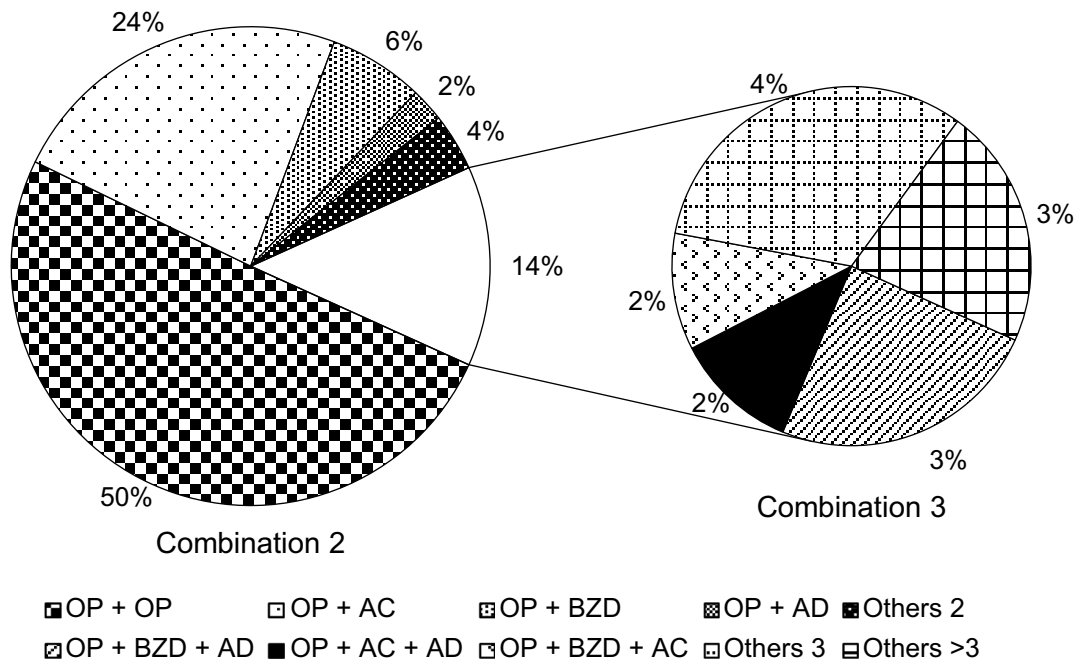 24%
6%
2%
4%
14%
50%
Combination 2
4%
3%
2%
2%
3%
Combination 3
OP + OP
OP + AC
OP + BZD
OP + AD
Others 2
OP + BZD + AD
OP + AC + AD
OP + BZD + AC
Others 3
Others >3